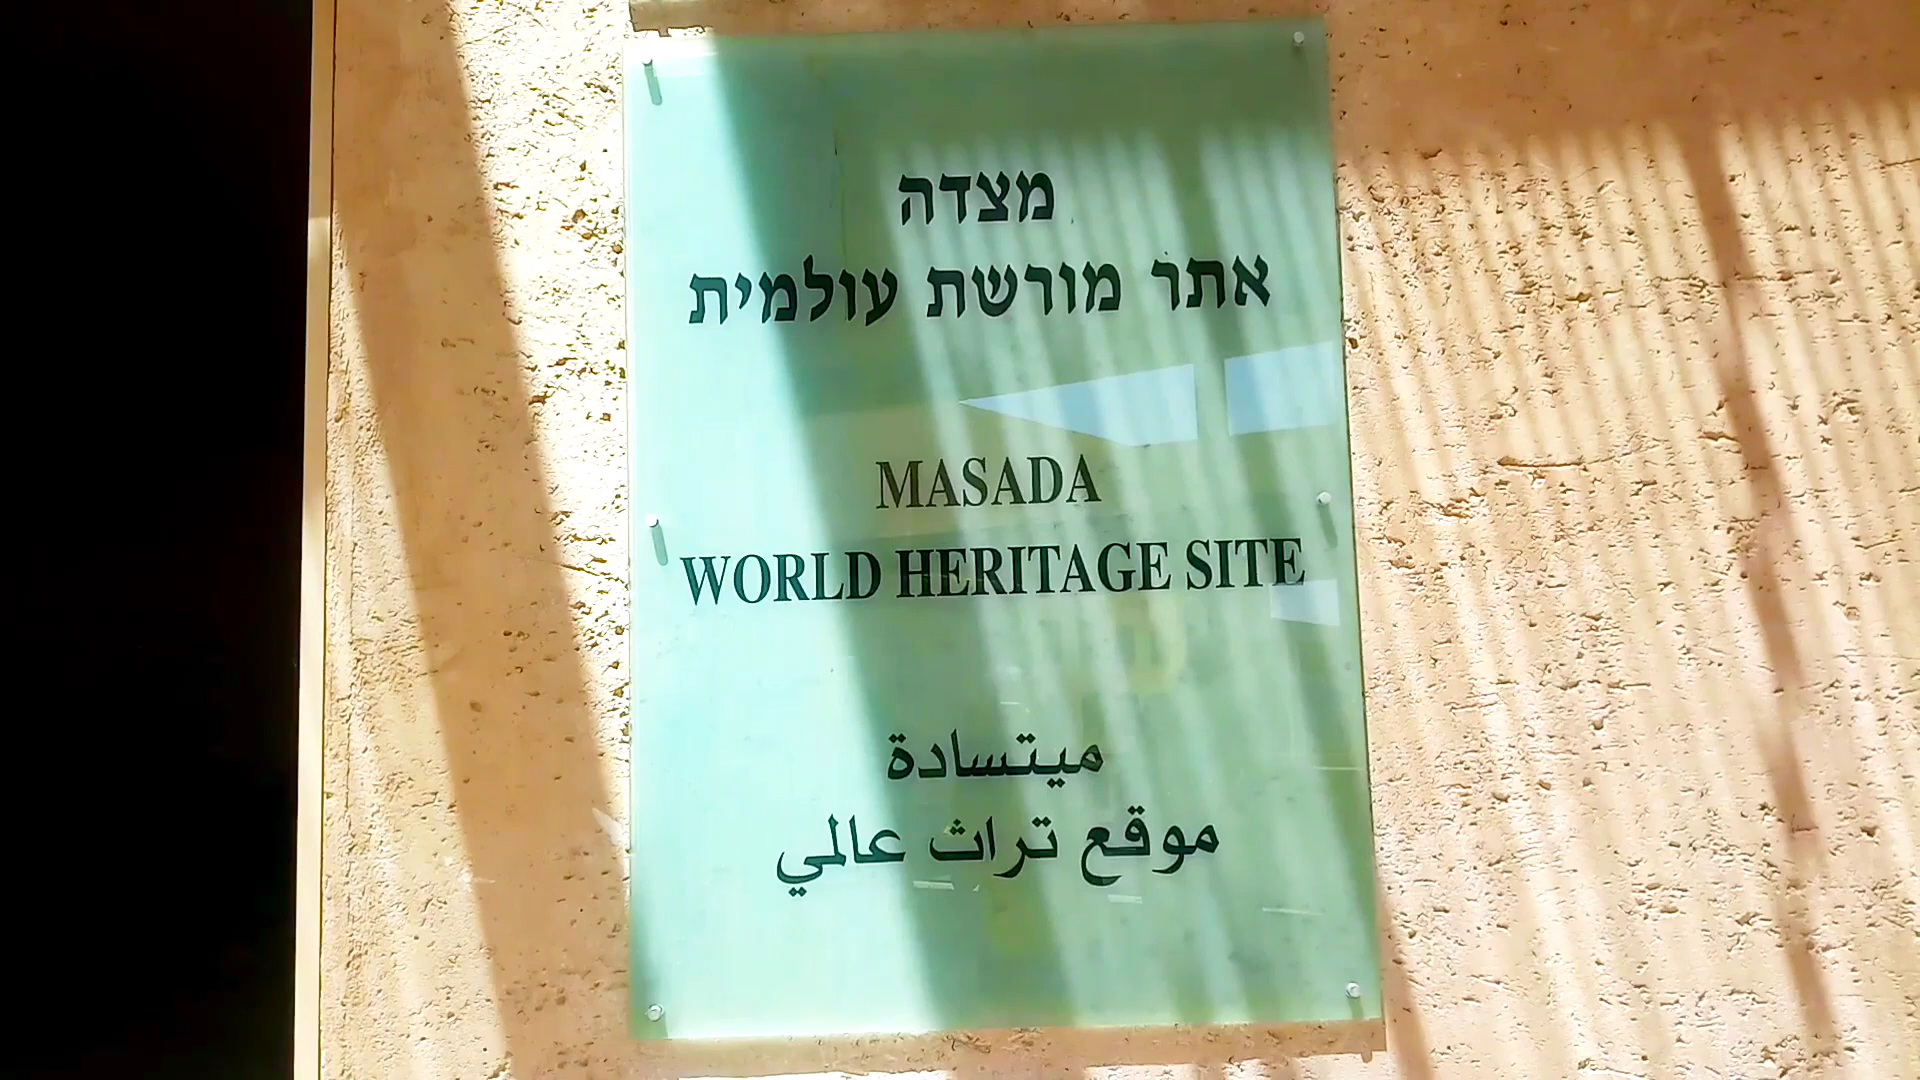 מצדה
אתר מורשת עולמית
MASADA
WORLD HERITAGE SITE
ميتسادة
موقع تراث عالمي